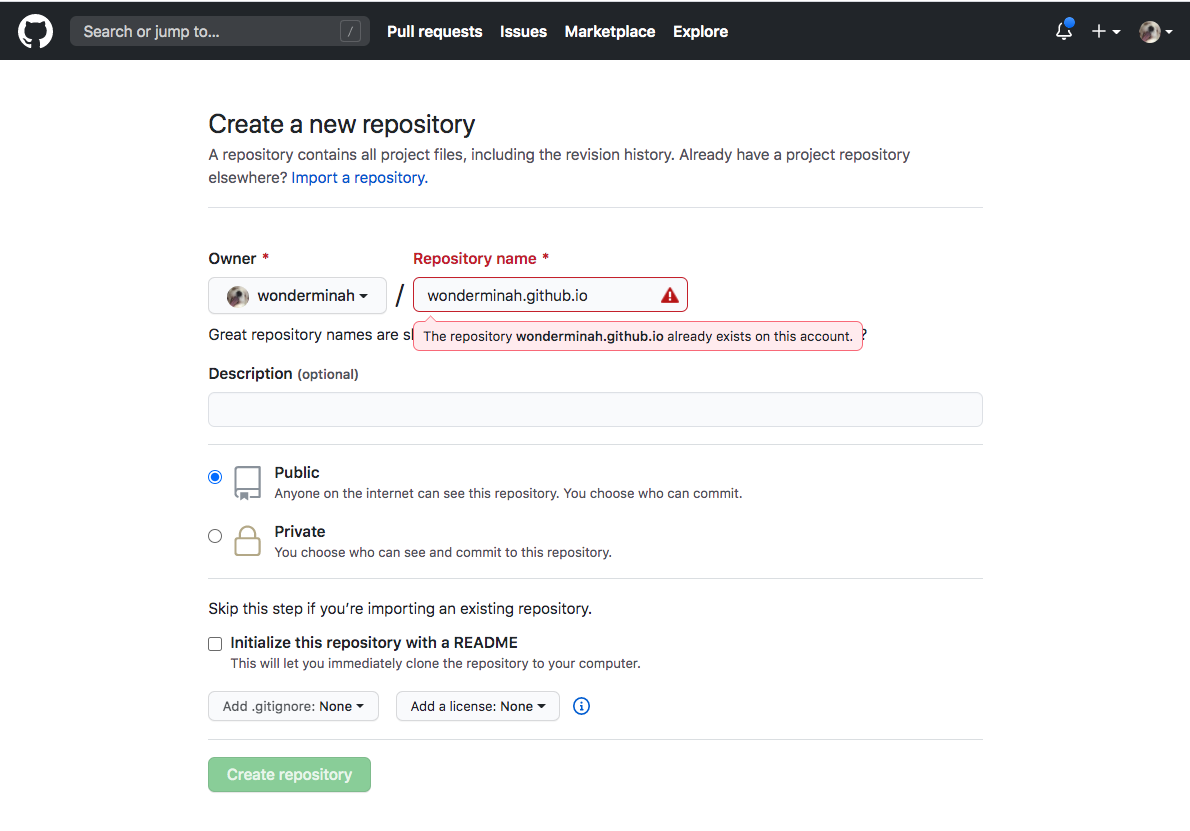 Search or jump to... /
Pull requests Issues Marketplace Explore
Create a new repository
A repository contains all project files, including the revision history. Already have a project repository
elsewhere? Import a repository.
Owner * Repository name *
wonderminah / wonderminah.github.io
Great repository names are ?
The repository wonderminah.github.io already exists on this account.
Description (optional)
Public
Anyone on the internet can see this repository. You choose who can commit.
Private
You choose who can see and commit to this repository.
Skip this step if you’re importing an existing repository.
Initialize this repository with a README
This will let you immediately clone the repository to your computer.
Add .gitignore: None Add a license: None
Create repository